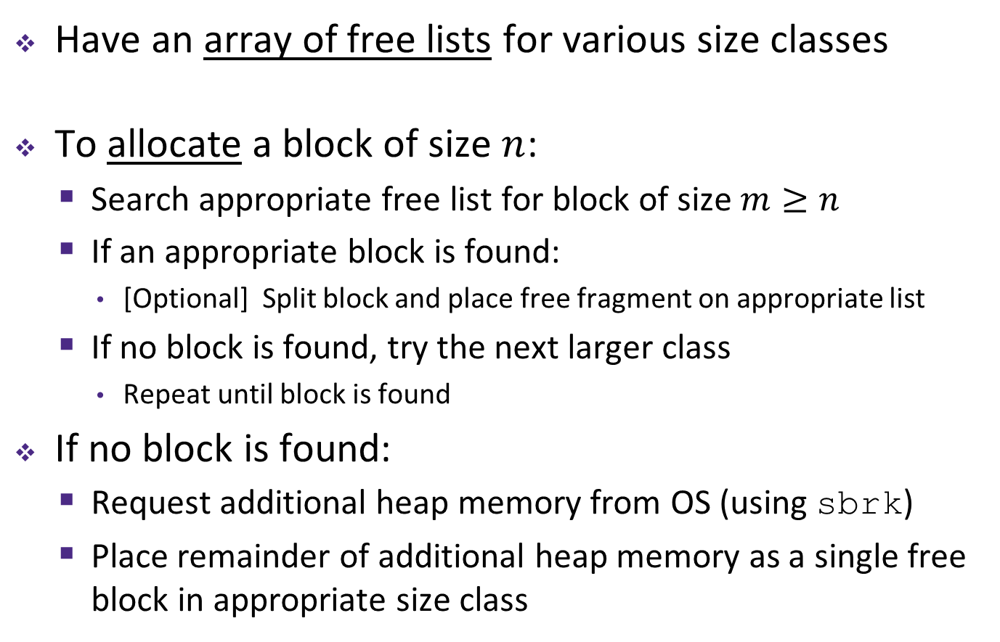 ❖ Have an array of free lists for various size classes
❖ To allocate a block of size n:
▪ Search appropriate free list for block of size m ≥ n
▪ If an appropriate block is found:
• [Optional] Split block and place free fragment on appropriate list
▪ If no block is found, try the next larger class
• Repeat until block is found
❖ If no block is found:
▪ Request additional heap memory from OS (using sbrk)
▪ Place remainder of additional heap memory as a single free
block in appropriate size class